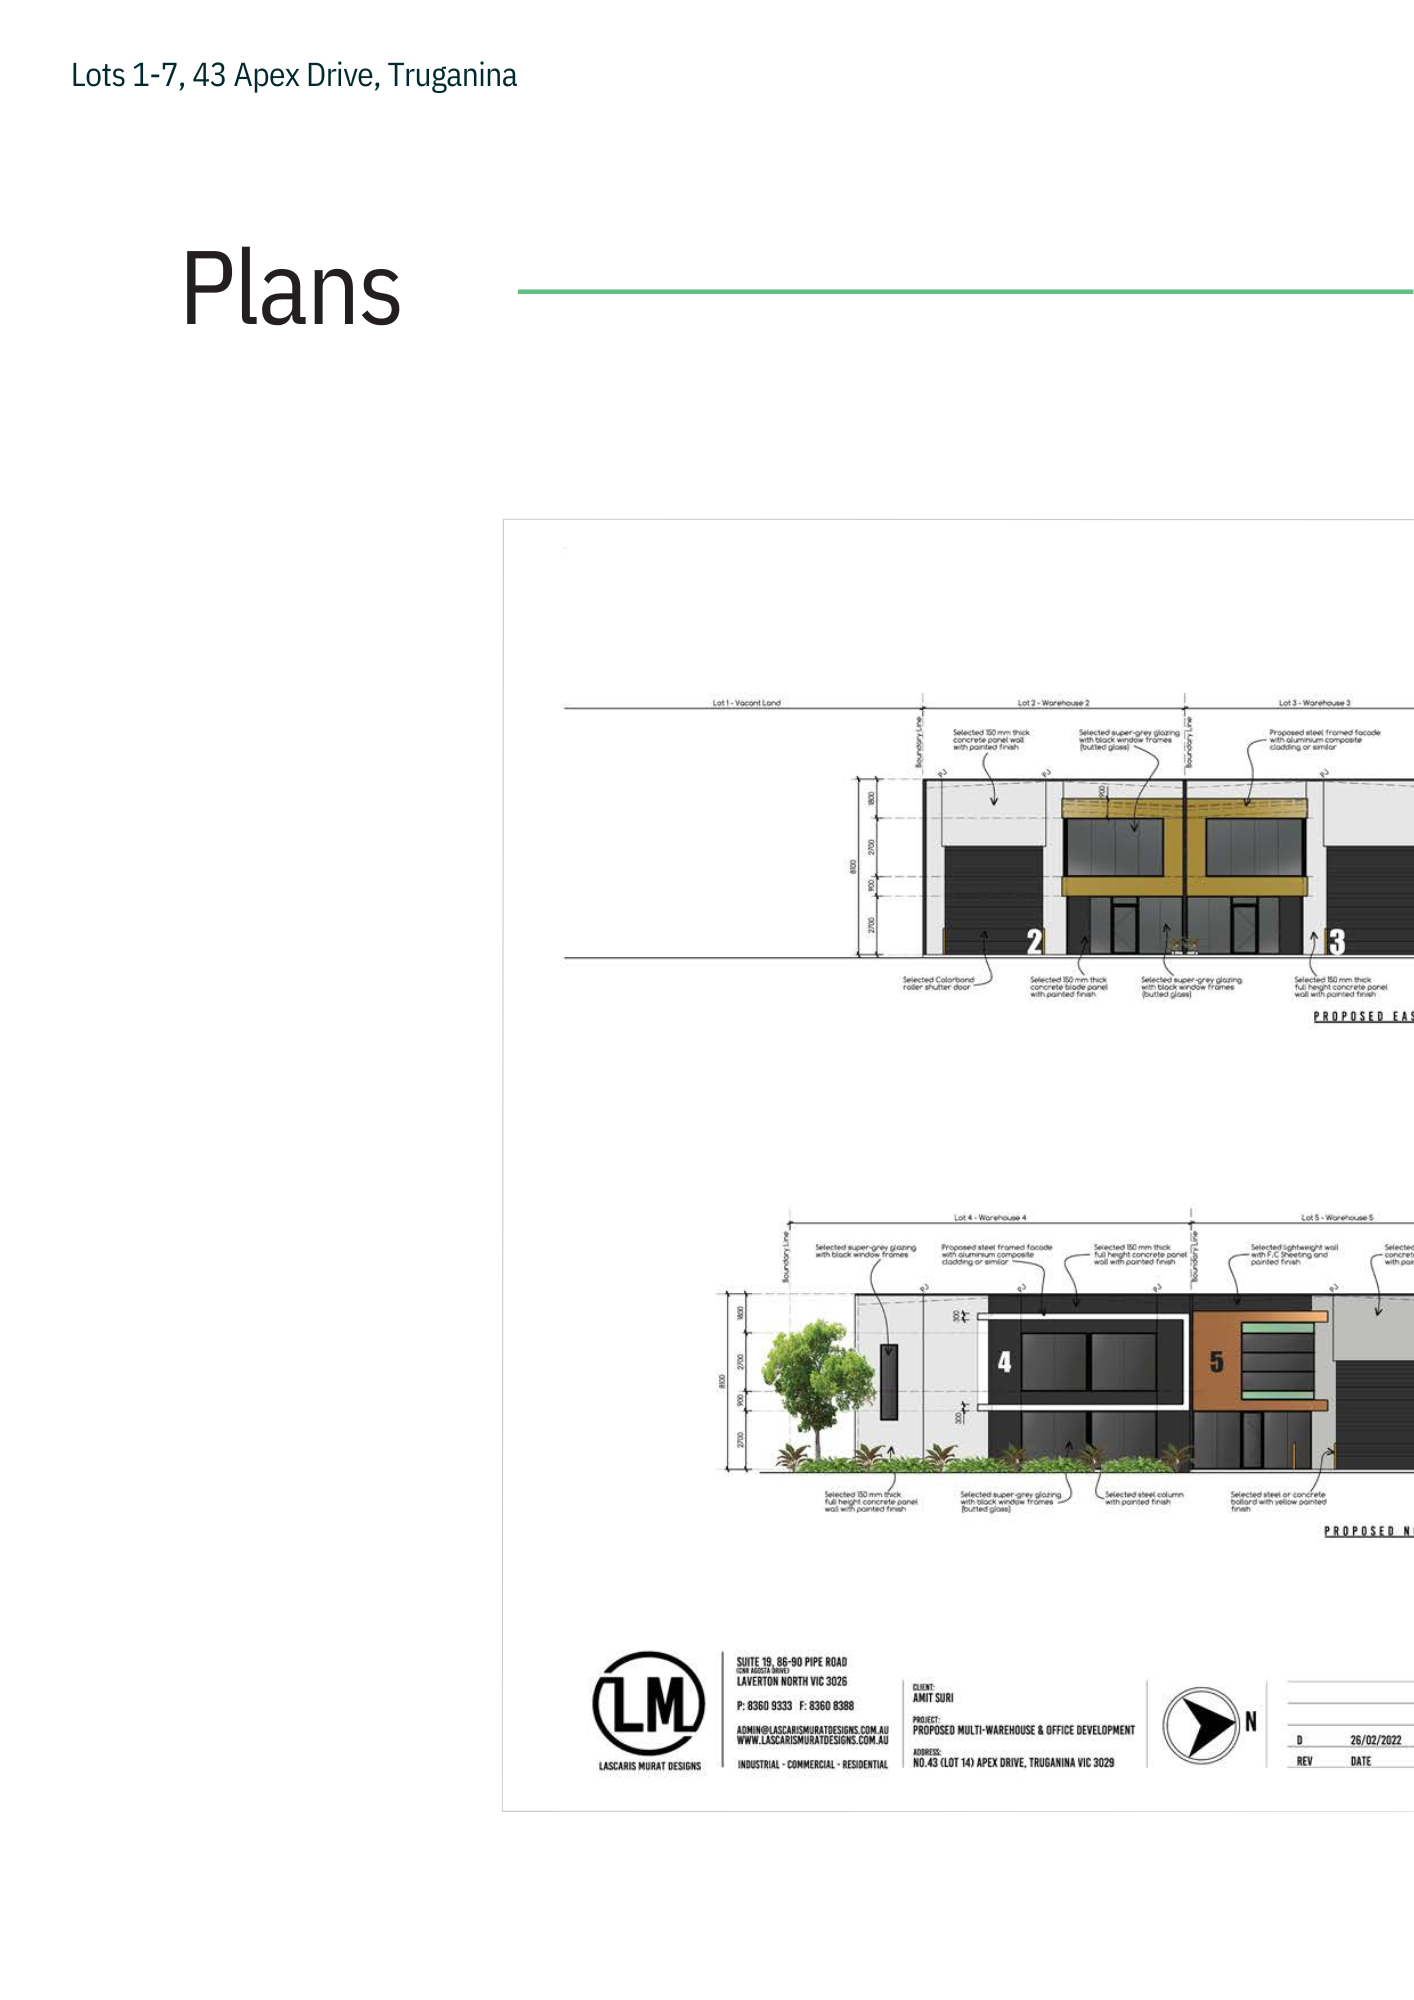 Lots 1-7, 43 Apex Drive, Truganina
Plans
Lot 1 - Vacant Land
Lot 2 - Warehouse 2
Lot 3 - Warehouse 3
Boundary Line
Boundary Line
Selected 150 mm thick
concrete panel wall
with painted finish
Selected super-grey glazing
with black window frames
(butted glass)
Proposed steel framed facade
with aluminium composite
cladding or similar
PJ
PJ
PJ
8100
1800
2700
900
2700
900
2
3
Selected Colorbond
roller shutter door
Selected 150 mm thick
concrete blade panel
with painted finish
Selected super-grey glazing
with black window frames
(butted glass)
Selected 150 mm thick
full height concrete panel
wall with painted finish
PROPOSED EAS
Lot 4 - Warehouse 4
Lot 5 - Warehouse 5
Boundary Line
Boundary Line
Selected super-grey glazing
with black window frames
Proposed steel framed facade
with aluminium composite
cladding or similar
Selected 150 mm thick
full height concrete panel
wall with painted finish
Selected lightweight wall
with F.C Sheeting and
painted finish
Selected
concret
with pai
PJ
PJ
PJ
PJ
8100
1800
2700
900
2700
300
300
4
5
Selected 150 mm thick
full height concrete panel
wall with painted finish
Selected super-grey glazing
with black window frames
(butted glass)
Selected steel column
with painted finish
Selected steel or concrete
bollard with yellow painted
finish
PROPOSED N
LM
LASCARIS MURAT DESIGNS
SUITE 19, 86-90 PIPE ROAD
(CNR AGOSTA DRIVE)
LAVERTON NORTH VIC 3026
P: 8360 9333 F: 8360 8388
ADMIN@LASCARISMURATDESIGNS.COM.AU
WWW.LASCARISMURATDESIGNS.COM.AU
INDUSTRIAL - COMMERCIAL - RESIDENTIAL
CLIENT:
AMIT SURI
PROJECT:
PROPOSED MULTI-WAREHOUSE & OFFICE DEVELOPMENT
ADDRESS:
NO.43 (LOT 14) APEX DRIVE, TRUGANINA VIC 3029
N
D 26/02/2022
REV DATE